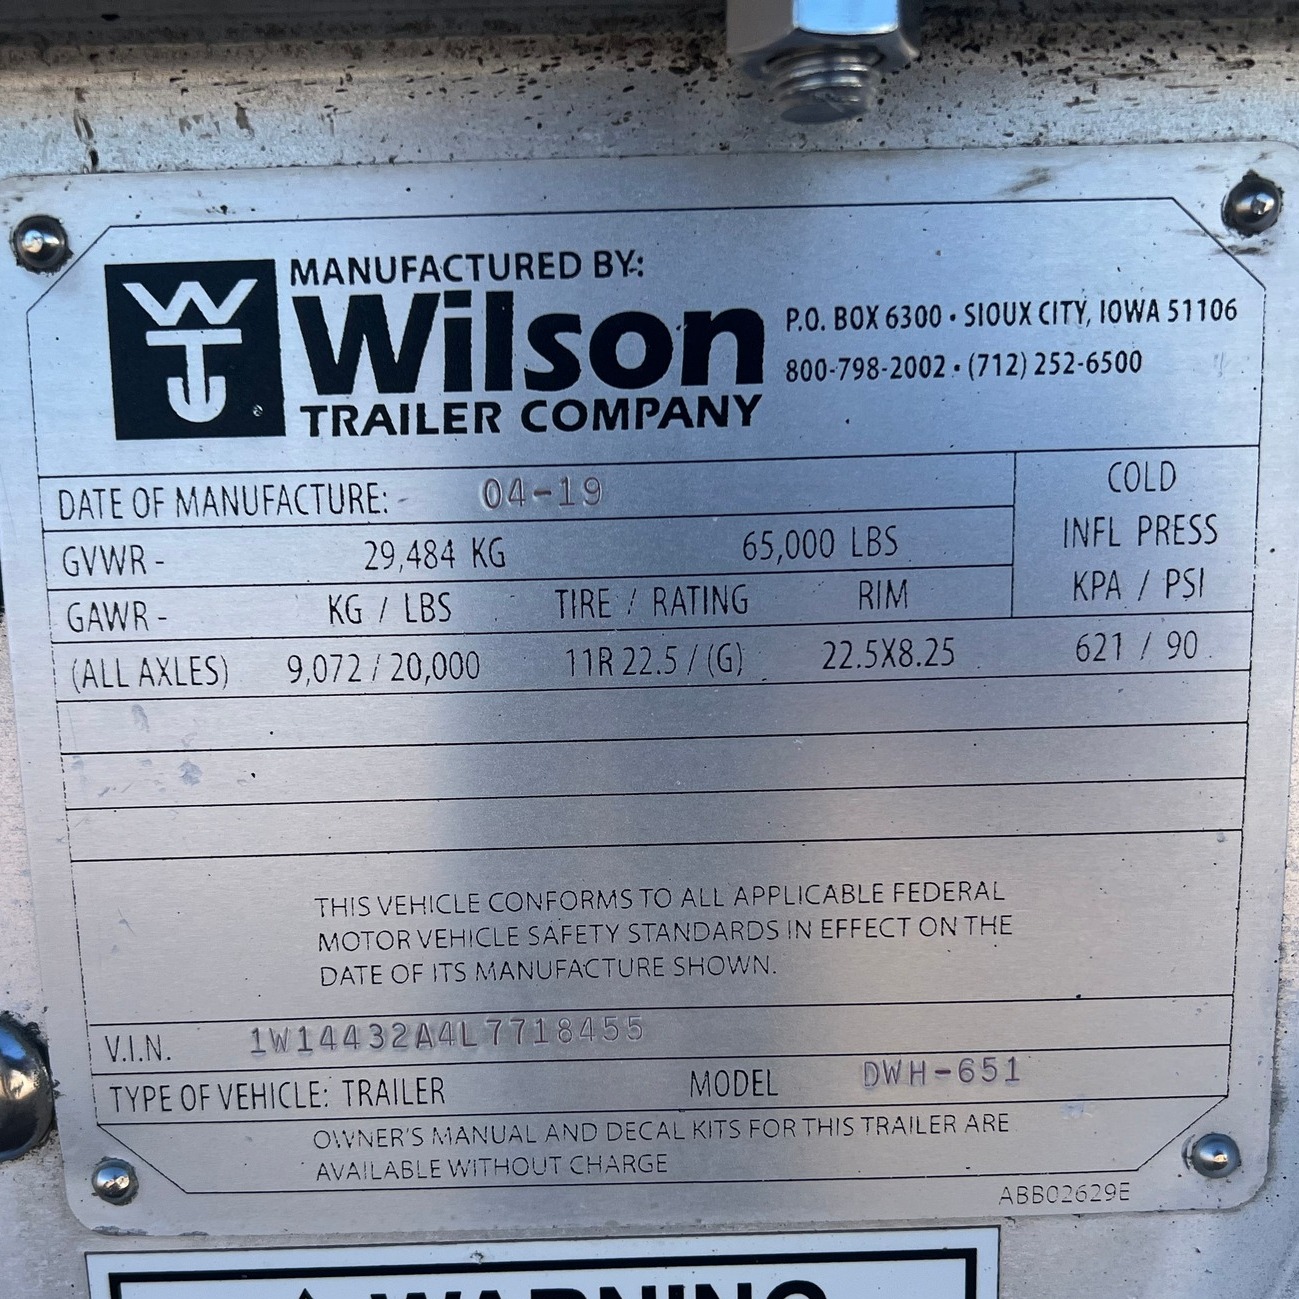 WT
MANUFACTURED BY:
Wilson
TRAILER COMPANY
P.O. BOX 6300 • SIOUX CITY, IOWA 51106
800-798-2002 • (712) 252-6500
DATE OF MANUFACTURE: - 04-19
COLD
INFL PRESS
KPA / PSI
GVWR - 29,484 KG 65,000 LBS
GAWR - KG / LBS TIRE / RATING RIM
(ALL AXLES) 9,072 / 20,000 11R 22.5 / (G) 22.5X8.25 621 / 90
THIS VEHICLE CONFORMS TO ALL APPLICABLE FEDERAL
MOTOR VEHICLE SAFETY STANDARDS IN EFFECT ON THE
DATE OF ITS MANUFACTURE SHOWN.
V.I.N. 1W14432A4L7718455
TYPE OF VEHICLE: TRAILER MODEL DWH-651
OWNER'S MANUAL AND DECAL KITS FOR THIS TRAILER ARE
AVAILABLE WITHOUT CHARGE
ABB02629E
WARNING